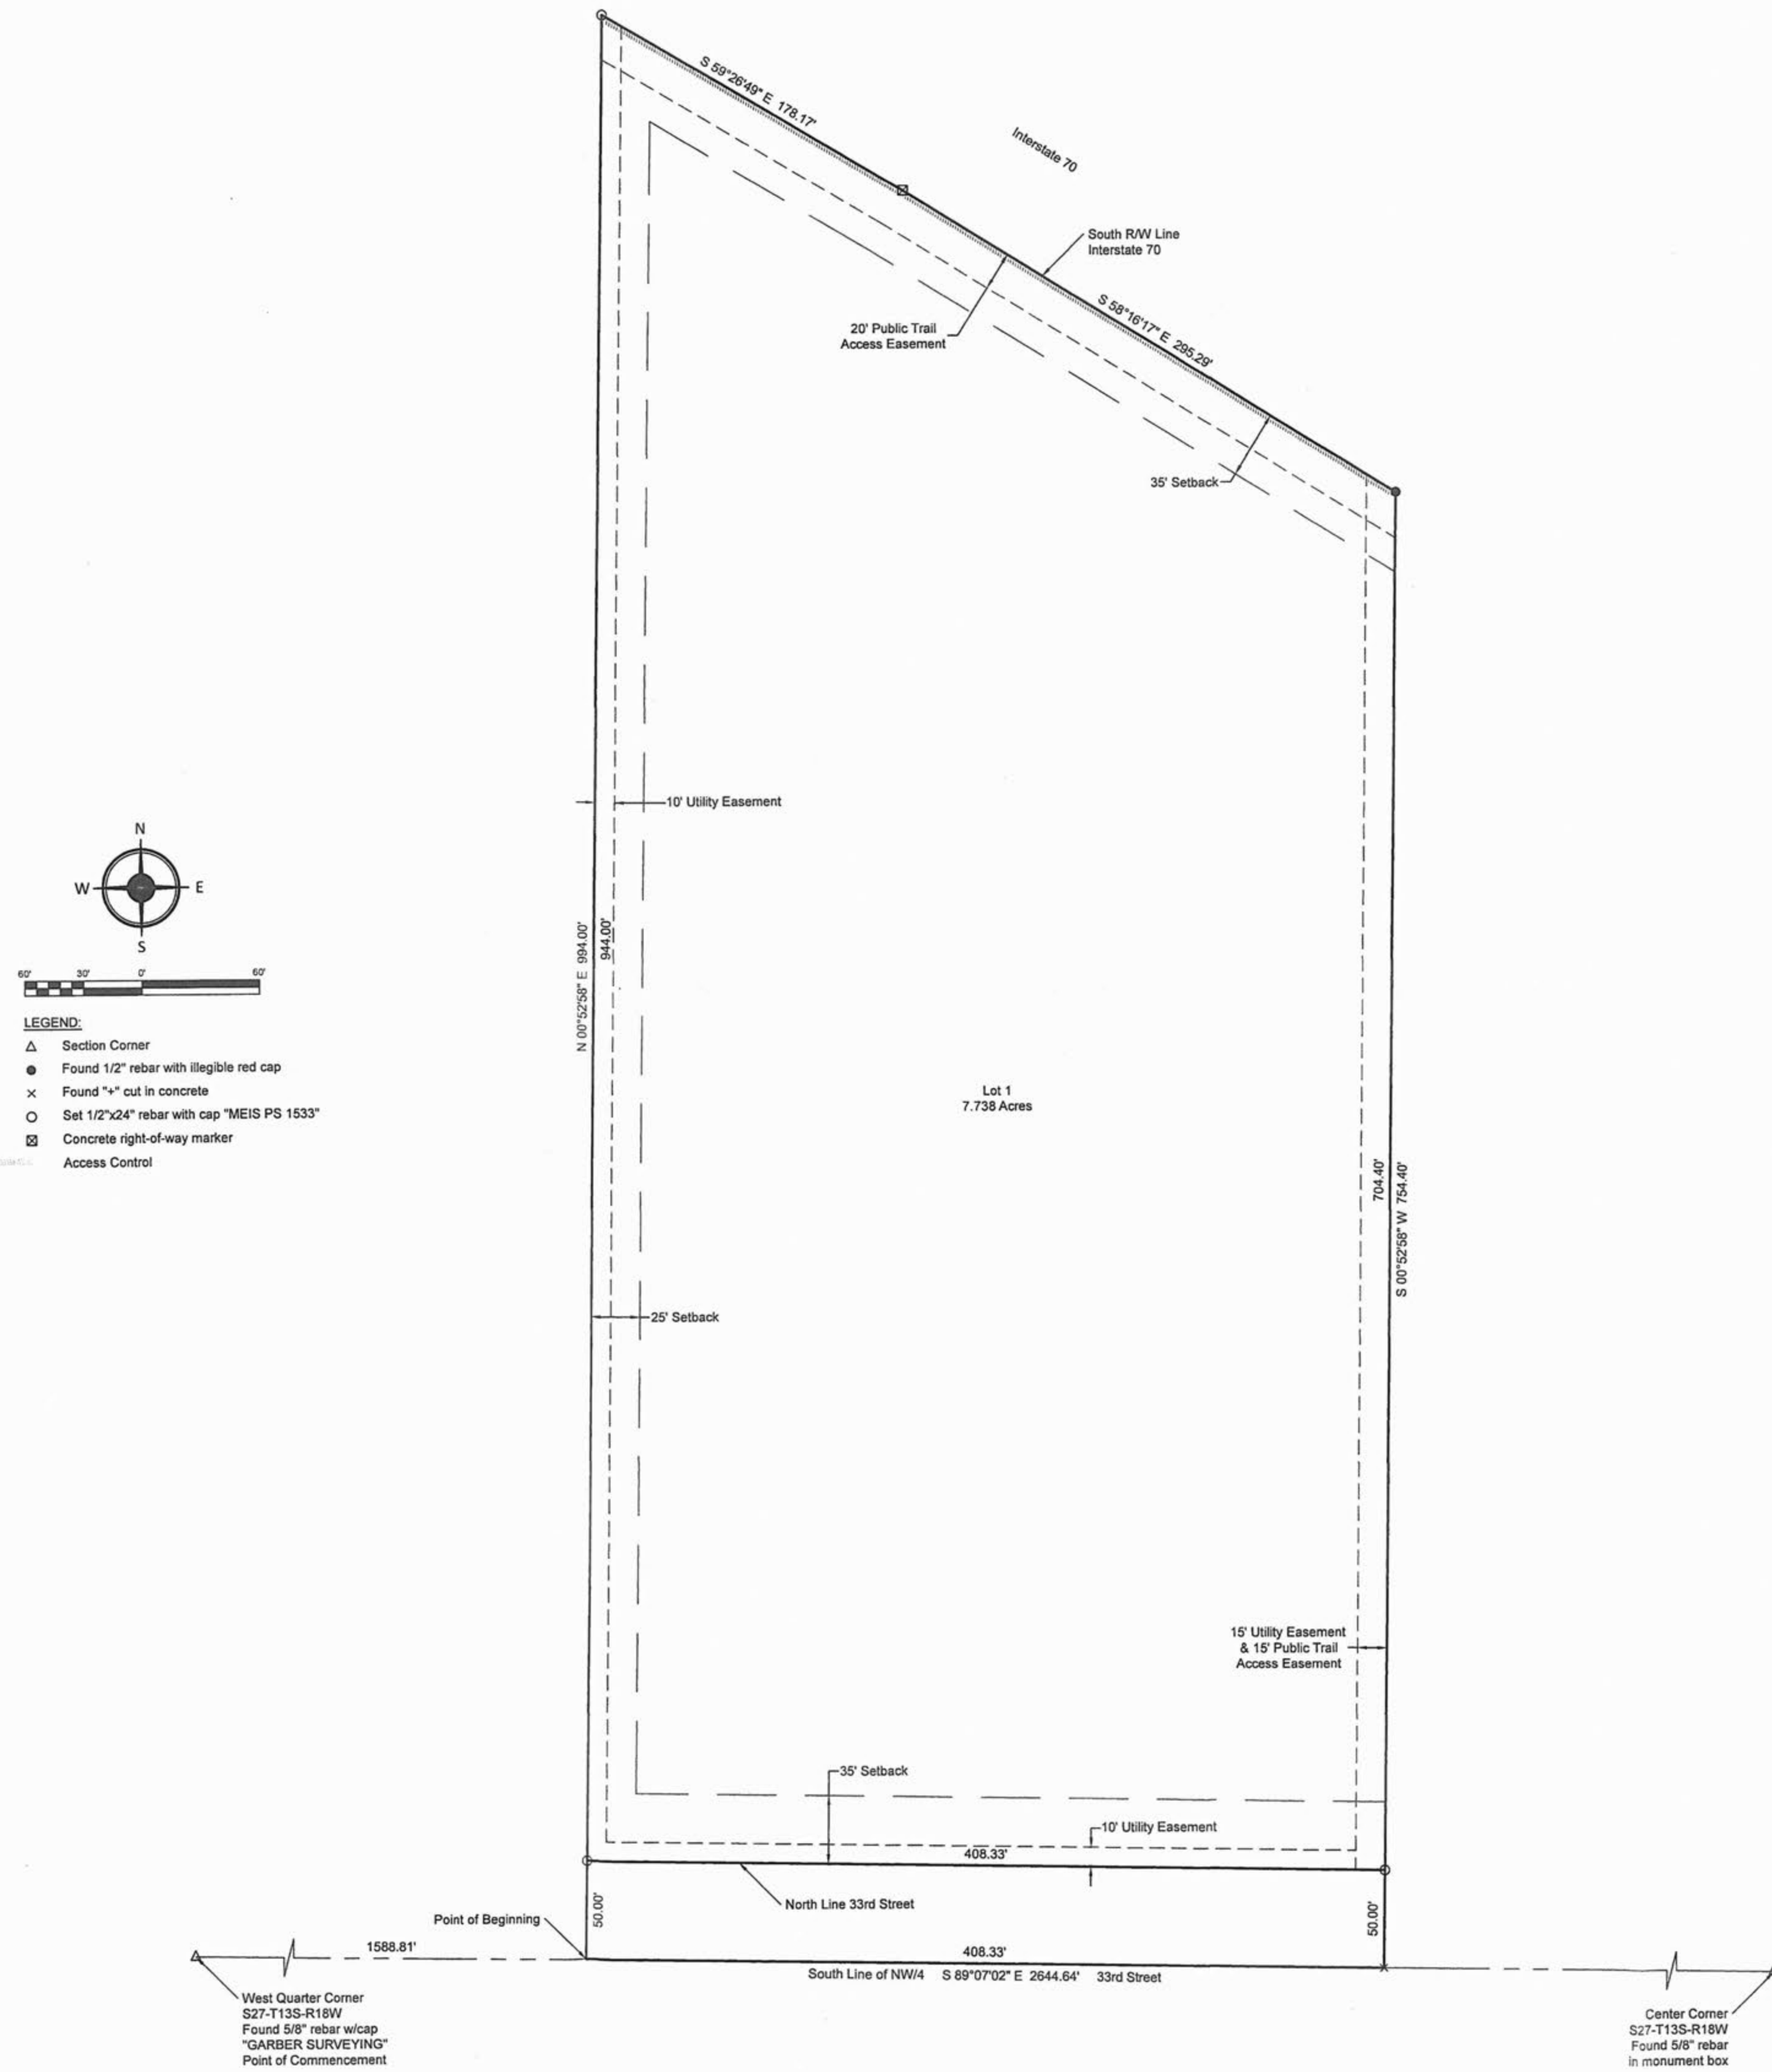 S 59°26'49" E 178.17'
Interstate 70
South R/W Line
Interstate 70
20' Public Trail
Access Easement
S 58°16'17" E 295.29'
35' Setback
10' Utility Easement
N
W
E
S
60'
30'
0'
60'
LEGEND:
Section Corner
Found 1/2" rebar with illegible red cap
Found "+" cut in concrete
Set 1/2"x24" rebar with cap "MEIS PS 1533"
Concrete right-of-way marker
Access Control
N 00°52'58" E 994.00'
944.00'
Lot 1
7.738 Acres
704.40'
S 00°52'58" W 754.40'
25' Setback
15' Utility Easement
& 15' Public Trail
Access Easement
35' Setback
10' Utility Easement
408.33'
North Line 33rd Street
50.00'
50.00'
Point of Beginning
1588.81'
408.33'
South Line of NW/4 S 89°07'02" E 2644.64' 33rd Street
West Quarter Corner
S27-T13S-R18W
Found 5/8" rebar w/cap
"GARBER SURVEYING"
Point of Commencement
Center Corner
S27-T13S-R18W
Found 5/8" rebar
in monument box